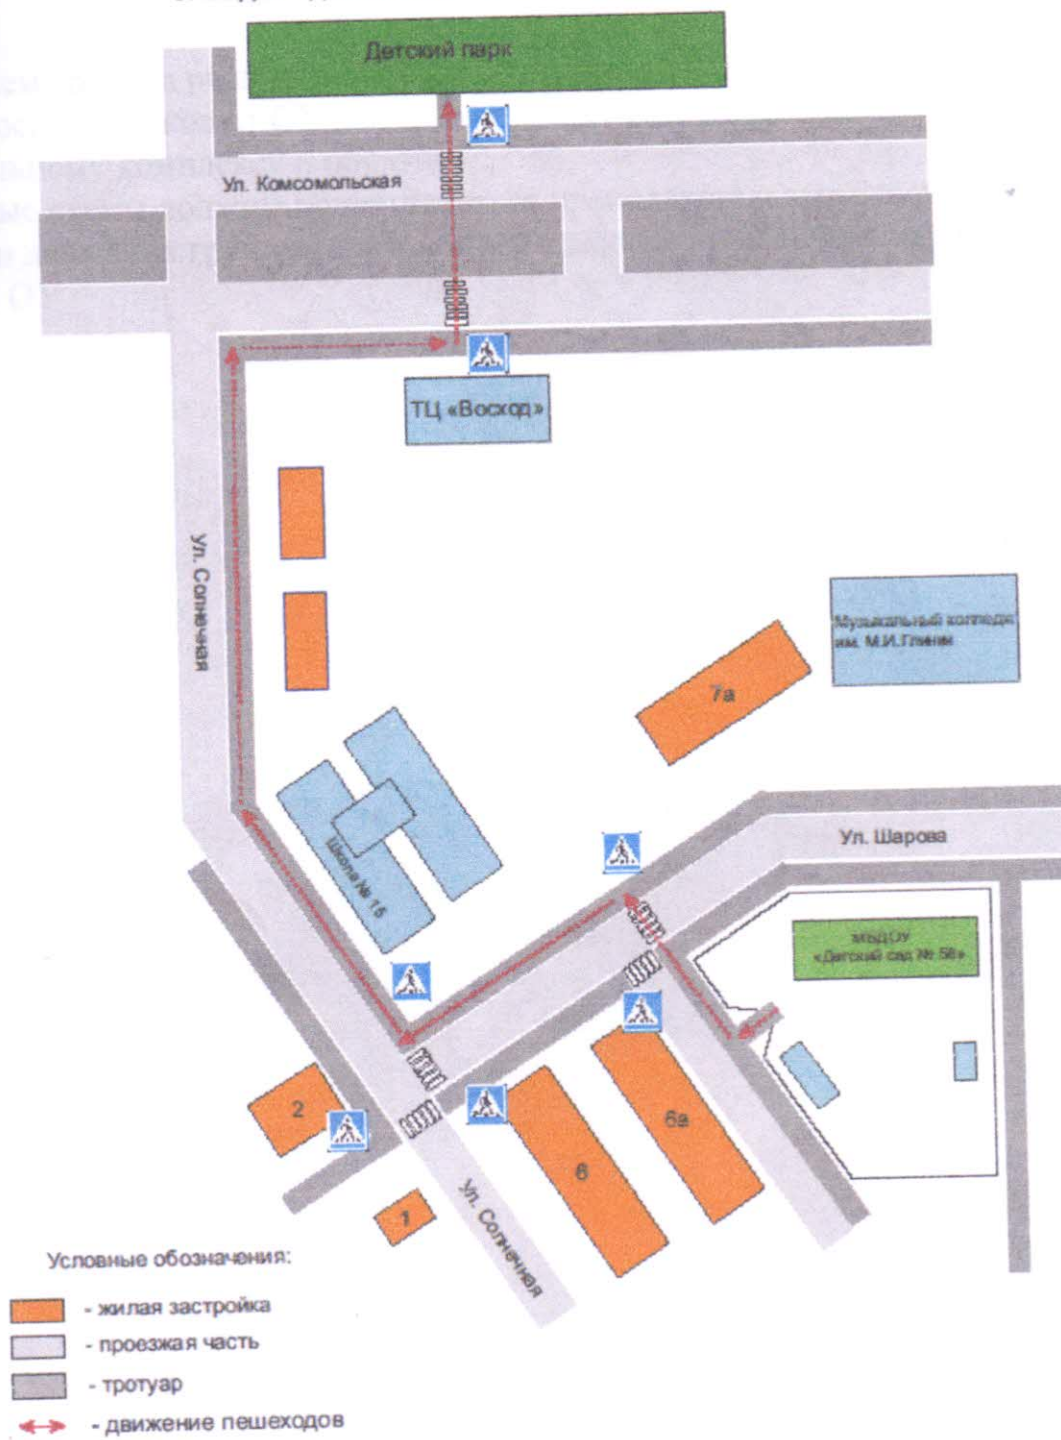 Детский парк
Ул. Комсомольская
ТЦ «Восход»
Ул. Солнечная
Музыкальный колледж
им. М.И.Глинки
7а
Ул. Шарова
Школа № 15
МБДОУ
«Детский сад № 58»
2
6а
6
1
Ул. Солнечная
Условные обозначения:
- жилая застройка
- проезжая часть
- тротуар
- движение пешеходов